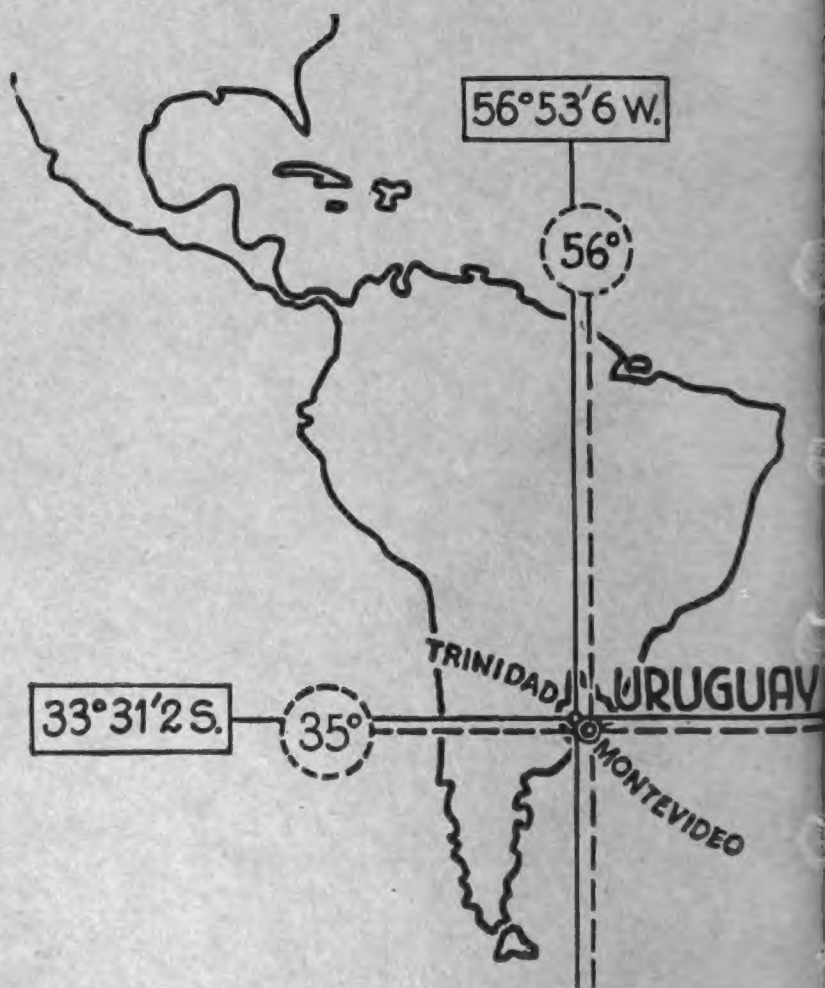 56°53'6 W.
56°
TRINIDAD
URUGUAY
33°31'2 S.
35°
MONTEVIDEO